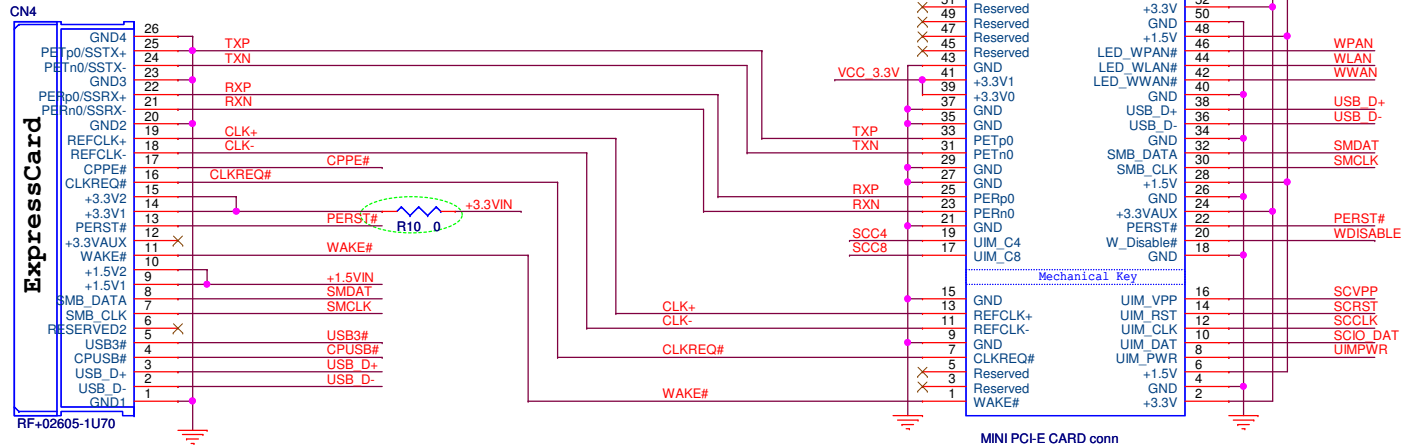 CN4
ExpressCard
26
GND4
25
PETp0/SSTX+
TXP
24
PETn0/SSTX-
TXN
23
GND3
22
PERp0/SSRX+
RXP
21
PERn0/SSRX-
RXN
20
GND2
19
REFCLK+
CLK+
18
REFCLK-
CLK-
17
CPPE#
CPPE#
16
CLKREQ#
CLKREQ#
15
+3.3V2
14
+3.3V1
+3.3VIN
R10 0
13
PERST#
PERST#
12
+3.3VAUX
11
WAKE#
WAKE#
10
+1.5V2
9
+1.5V1
+1.5VIN
8
SMB_DATA
SMDAT
7
SMB_CLK
SMCLK
6
RESERVED2
5
USB3#
USB3#
4
CPUSB#
CPUSB#
3
USB_D+
USB_D+
2
USB_D-
USB_D-
1
GND1
RF+02605-1U70
Reserved
49
Reserved
47
Reserved
45
Reserved
43
GND
VCC_3.3V
41
+3.3V1
39
+3.3V0
37
GND
35
GND
TXP
33
PETp0
TXN
31
PETn0
29
GND
27
GND
RXP
25
PERp0
RXN
23
PERn0
21
GND
SCC4
19
UIM_C4
SCC8
17
UIM_C8
Mechanical Key
15
GND
CLK+
13
REFCLK+
CLK-
11
REFCLK-
9
GND
CLKREQ#
7
CLKREQ#
5
Reserved
3
Reserved
WAKE#
1
WAKE#
+3.3V
50
GND
48
+1.5V
46
LED_WPAN#
WPAN
44
LED_WLAN#
WLAN
42
LED_WWAN#
WWAN
40
GND
38
USB_D+
USB_D+
36
USB_D-
USB_D-
34
GND
32
SMB_DATA
SMDAT
30
SMB_CLK
SMCLK
28
+1.5V
26
GND
24
+3.3VAUX
22
PERST#
PERST#
20
W_Disable#
WDISABLE
18
GND
16
UIM_VPP
SCVPP
14
UIM_RST
SCRST
12
UIM_CLK
SCCLK
10
UIM_DAT
SCIO_DAT
8
UIM_PWR
UIMPWR
6
+1.5V
4
GND
2
+3.3V
MINI PCI-E CARD conn